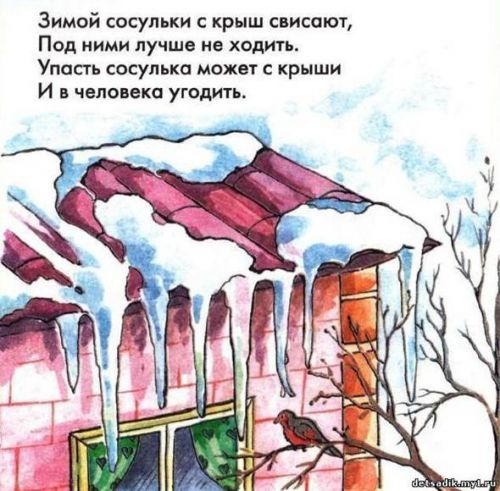 Зимой сосульки с крыш свисают,
Под ними лучше не ходить.
Упасть сосулька может с крыши
И в человека угодить.
detsadik.my1.ru